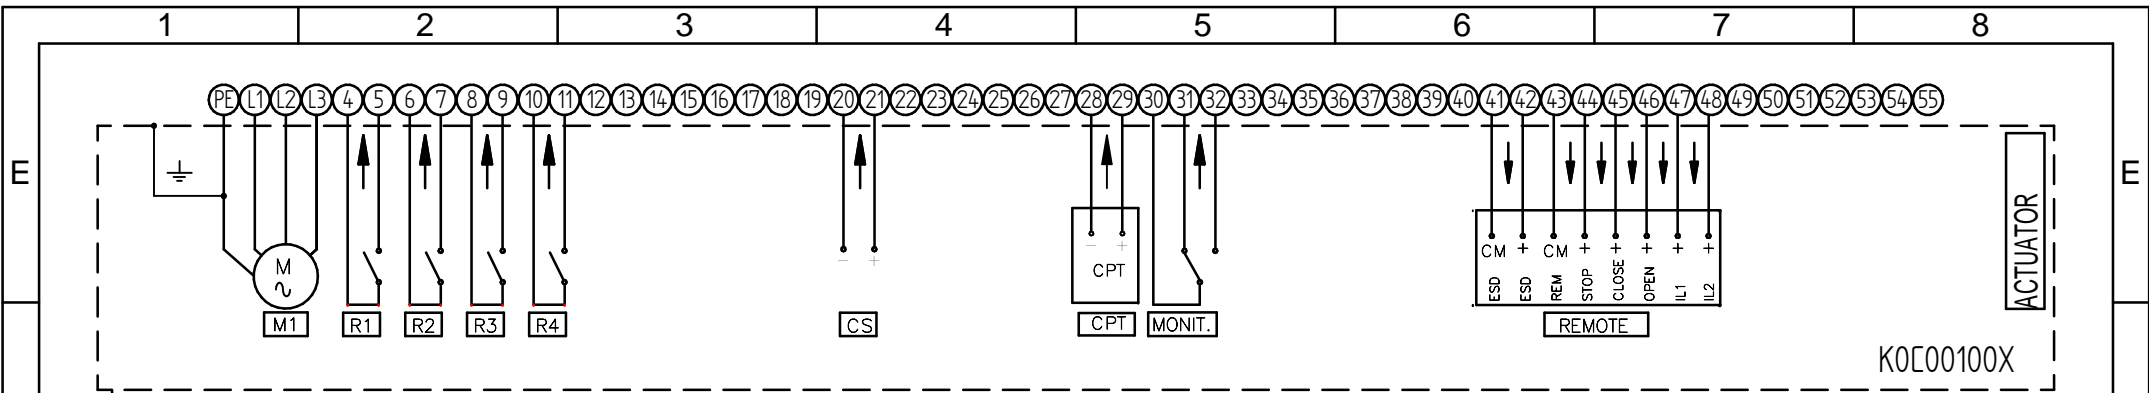 1 2 3 4 5 6 7 8
PE L1 L2 L3 4 5 6 7 8 9 10 11 12 13 14 15 16 17 18 19 20 21 22 23 24 25 26 27 28 29 30 31 32 33 34 35 36 37 38 39 40 41 42 43 44 45 46 47 48 49 50 51 52 53 54 55
E E
ACTUATOR
- + - + CM + CM + + + + +
M CPT
ESD ESD REM STOP CLOSE OPEN IL1 IL2
M1 R1 R2 R3 R4 CS CPT MONIT. REMOTE
K0C00100X